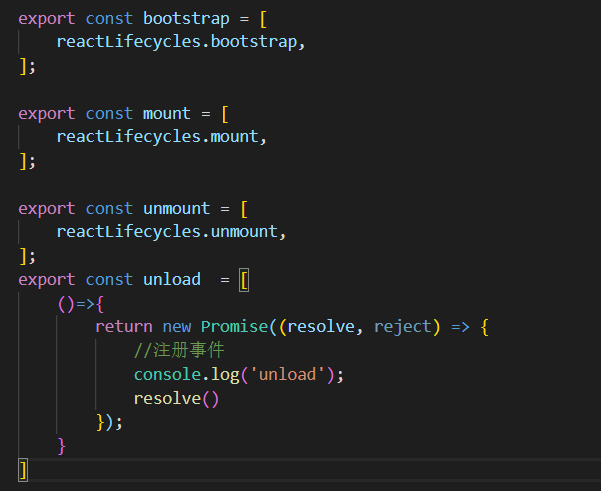 export const bootstrap = [
    reactLifecycles.bootstrap,
];
export const mount = [
    reactLifecycles.mount,
];
export const unmount = [
    reactLifecycles.unmount,
];
export const unload  = [
    ()=>{
        return new Promise((resolve, reject) => {
            //注册事件
            console.log('unload');
            resolve()
        });
    }
]